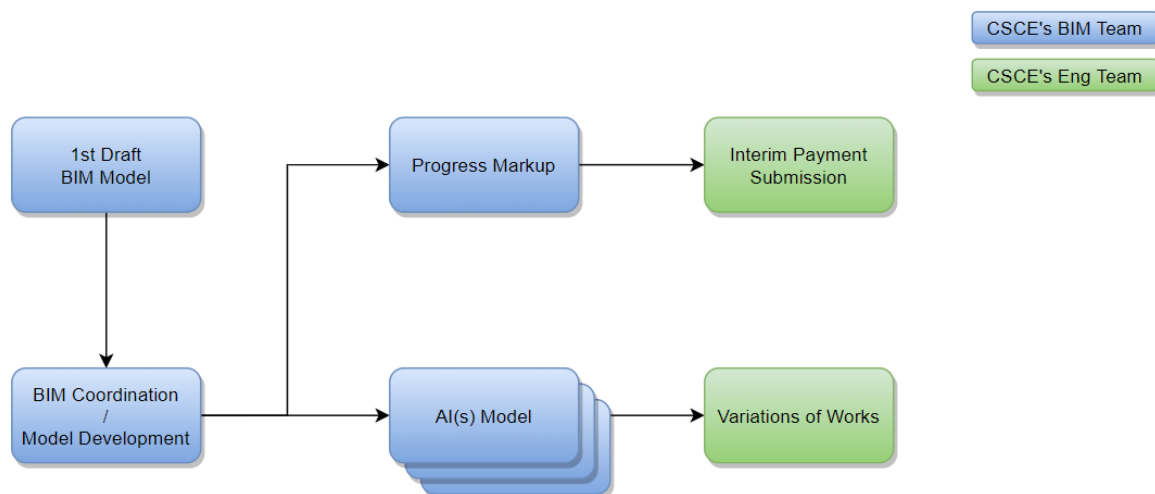 CSCE's BIM Team
CSCE's Eng Team
1st Draft
BIM Model
Progress Markup
Interim Payment
Submission
BIM Coordination
/
Model Development
AI(s) Model
Variations of Works